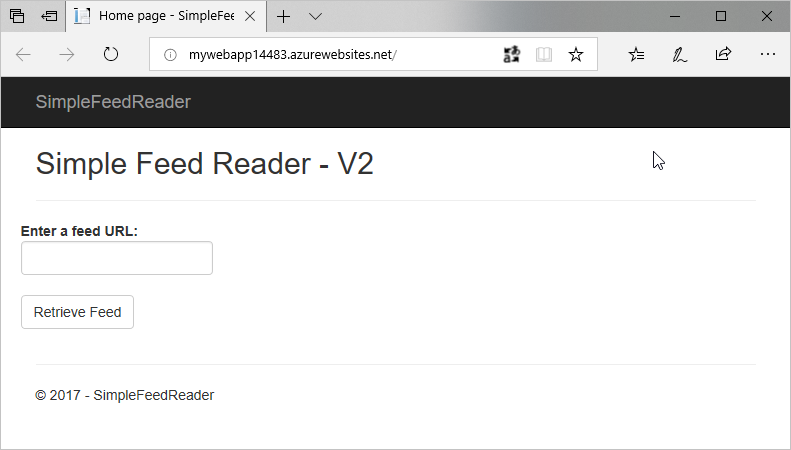 Home page - SimpleFee
mywebapp14483.azurewebsites.net/
SimpleFeedReader
Simple Feed Reader - V2
Enter a feed URL:
Retrieve Feed
© 2017 - SimpleFeedReader